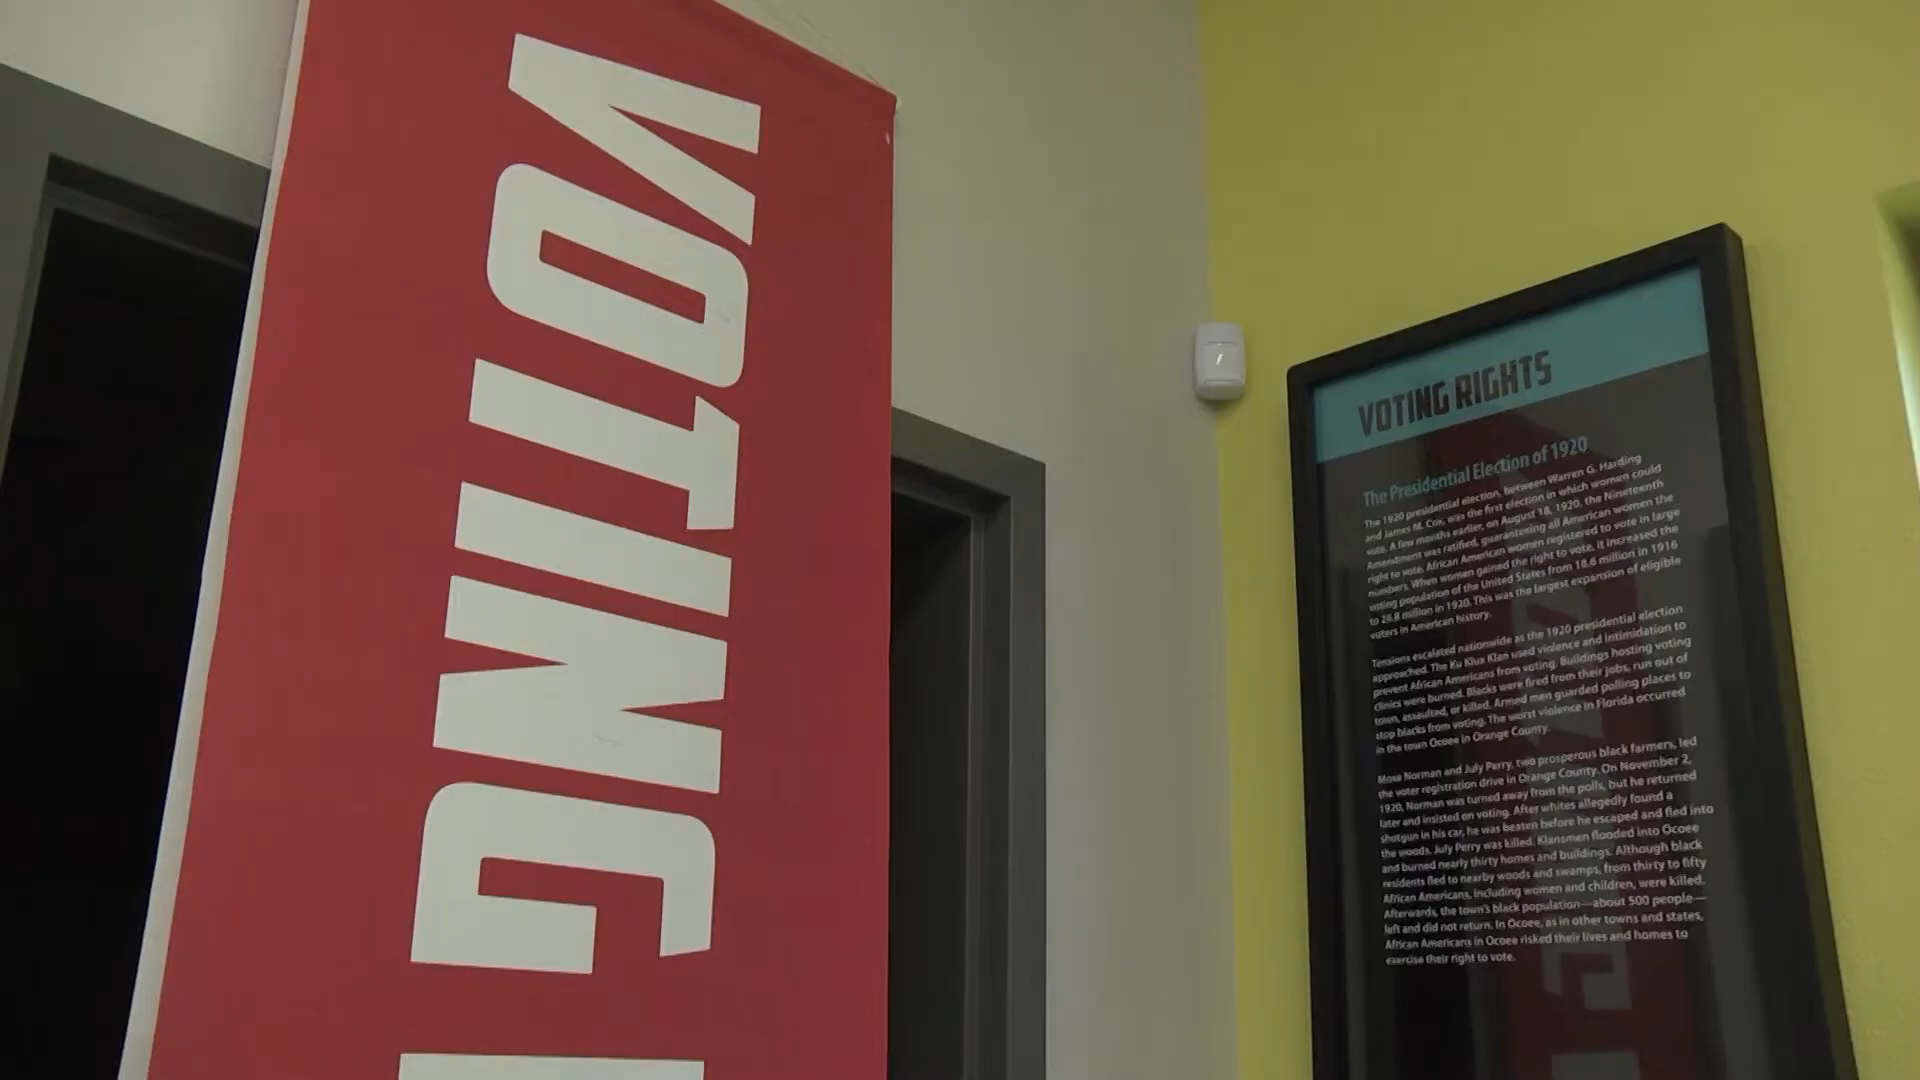 VOTING
VOTING RIGHTS
The Presidential Election of 1920
The 1920 presidential election, between Warren G. Harding
and James M. Cox, was the first election in which women could
vote. A few months earlier, on August 18, 1920, the Nineteenth
Amendment was ratified, guaranteeing all American women the
right to vote. African American women registered to vote in large
numbers. When women gained the right to vote, it increased the
voting population of the United States from 18.6 million in 1916
to 26.8 million in 1920. This was the largest expansion of eligible
voters in American history.
Tensions escalated nationwide as the 1920 presidential election
approached. The Ku Klux Klan used violence and intimidation to
prevent African Americans from voting. Buildings hosting voting
clinics were burned. Blacks were fired from their jobs, run out of
town, assaulted, or killed. Armed men guarded polling places to
stop blacks from voting. The worst violence in Florida occurred
in the town Ocoee in Orange County.
Mose Norman and July Perry, two prosperous black farmers, led
the voter registration drive in Orange County. On November 2,
1920, Norman was turned away from the polls, but he returned
later and insisted on voting. After whites allegedly found a
shotgun in his car, he was beaten before he escaped and fled into
the woods. July Perry was killed. Klansmen flooded into Ocoee
and burned nearly thirty homes and buildings. Although black
residents fled to nearby woods and swamps, from thirty to fifty
African Americans, including women and children, were killed.
Afterwards, the town's black population—about 500 people—
left and did not return. In Ocoee, as in other towns and states,
African Americans in Ocoee risked their lives and homes to
exercise their right to vote.